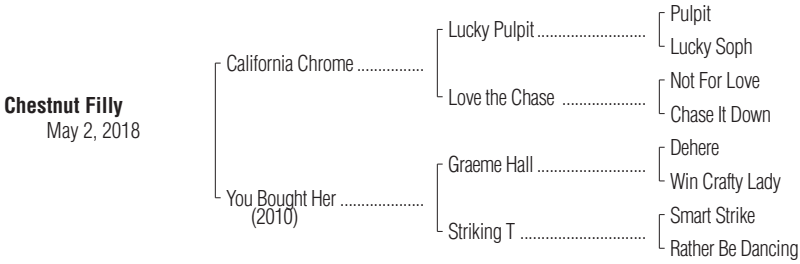 Pulpit
Lucky Pulpit ..........................
Lucky Soph
California Chrome ................
Not For Love
Love the Chase ....................
Chase It Down
Chestnut Filly
May 2, 2018
Dehere
Graeme Hall ..........................
Win Crafty Lady
You Bought Her ....................
(2010)
Smart Strike
Striking T ..............................
Rather Be Dancing